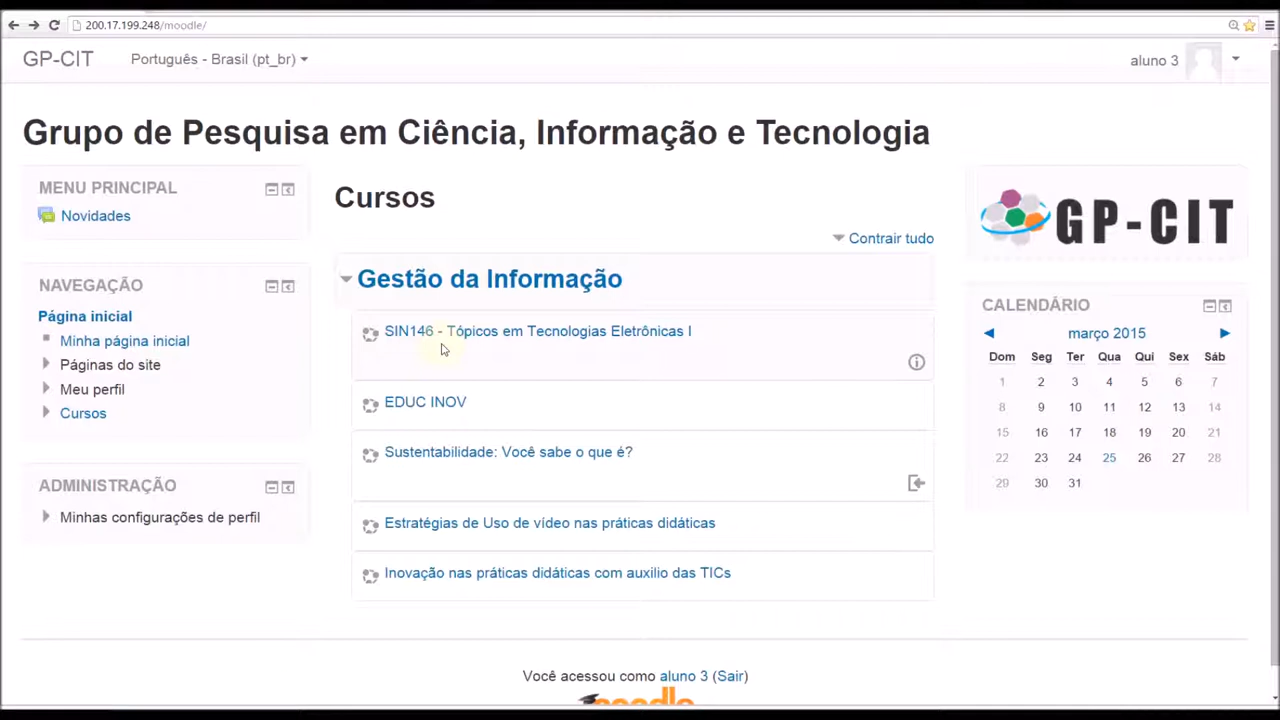 200.17.199.248/moodle/
GP-CIT Português - Brasil (pt_br) aluno 3
Grupo de Pesquisa em Ciência, Informação e Tecnologia
MENU PRINCIPAL
Novidades
NAVEGAÇÃO
Página inicial
Minha página inicial
Páginas do site
Meu perfil
Cursos
ADMINISTRAÇÃO
Minhas configurações de perfil
Cursos
Contrair tudo
Gestão da Informação
SIN146 - Tópicos em Tecnologias Eletrônicas I
EDUC INOV
Sustentabilidade: Você sabe o que é?
Estratégias de Uso de vídeo nas práticas didáticas
Inovação nas práticas didáticas com auxilio das TICs
GP-CIT
CALENDÁRIO
março 2015
Dom Seg Ter Qua Qui Sex Sáb
1 2 3 4 5 6 7
8 9 10 11 12 13 14
15 16 17 18 19 20 21
22 23 24 25 26 27 28
29 30 31
Você acessou como aluno 3 (Sair)
moodle